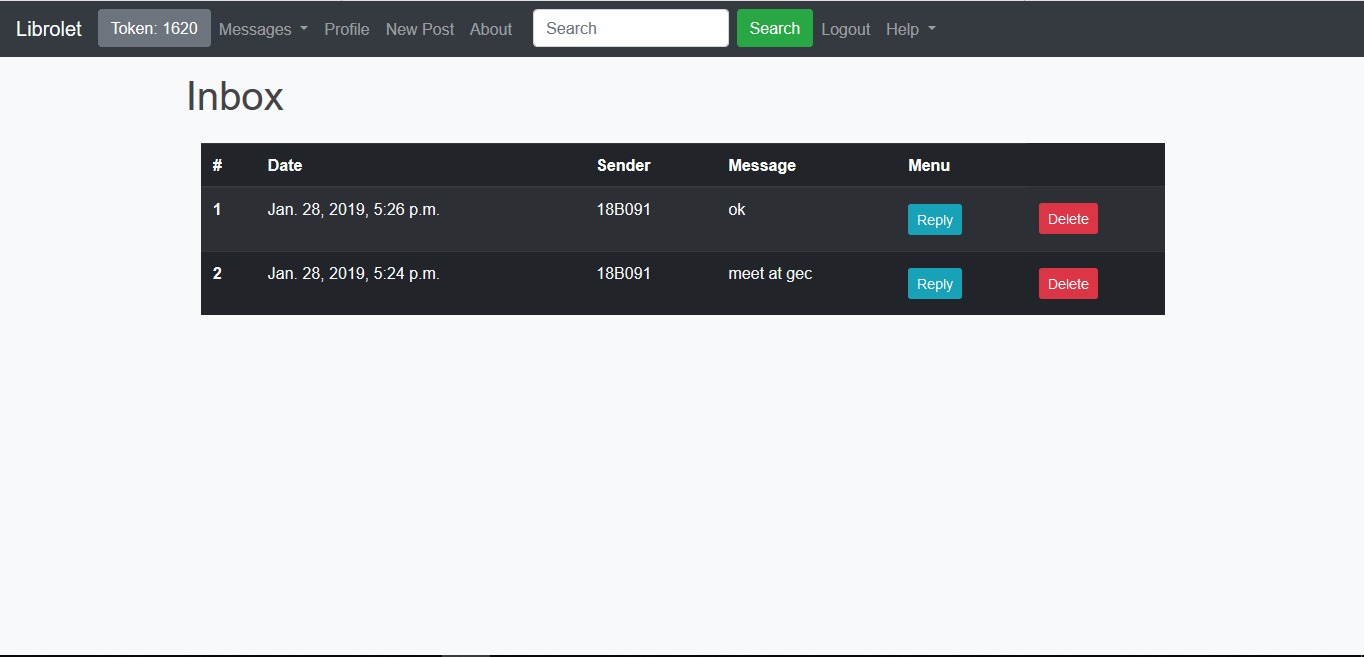 Librolet Token: 1620 Messages Profile New Post About Search Search Logout Help
Inbox
# Date Sender Message Menu
1 Jan. 28, 2019, 5:26 p.m. 18B091 ok Reply Delete
2 Jan. 28, 2019, 5:24 p.m. 18B091 meet at gec Reply Delete